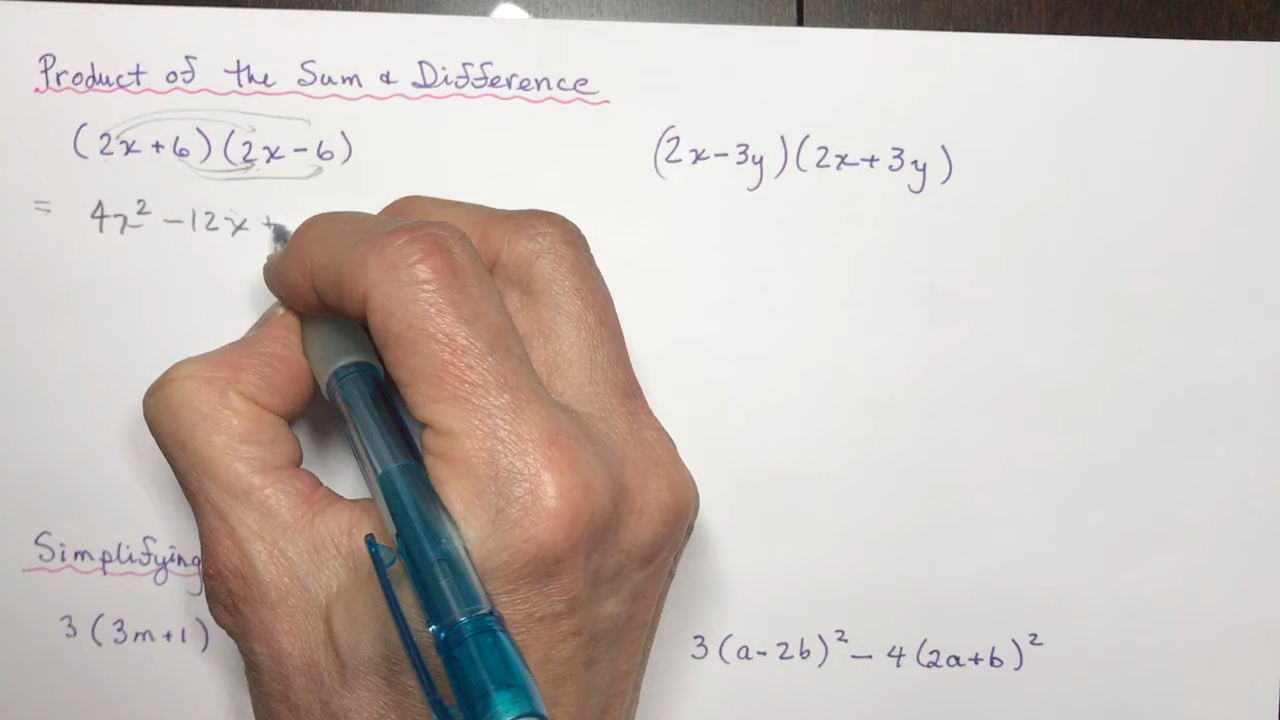 Product of the Sum & Difference
(2x+6)(2x-6)
= 4x² -12x +
(2x-3y)(2x+3y)
Simplifying
3(3m+1)
3(a-2b)² - 4(2a+b)²